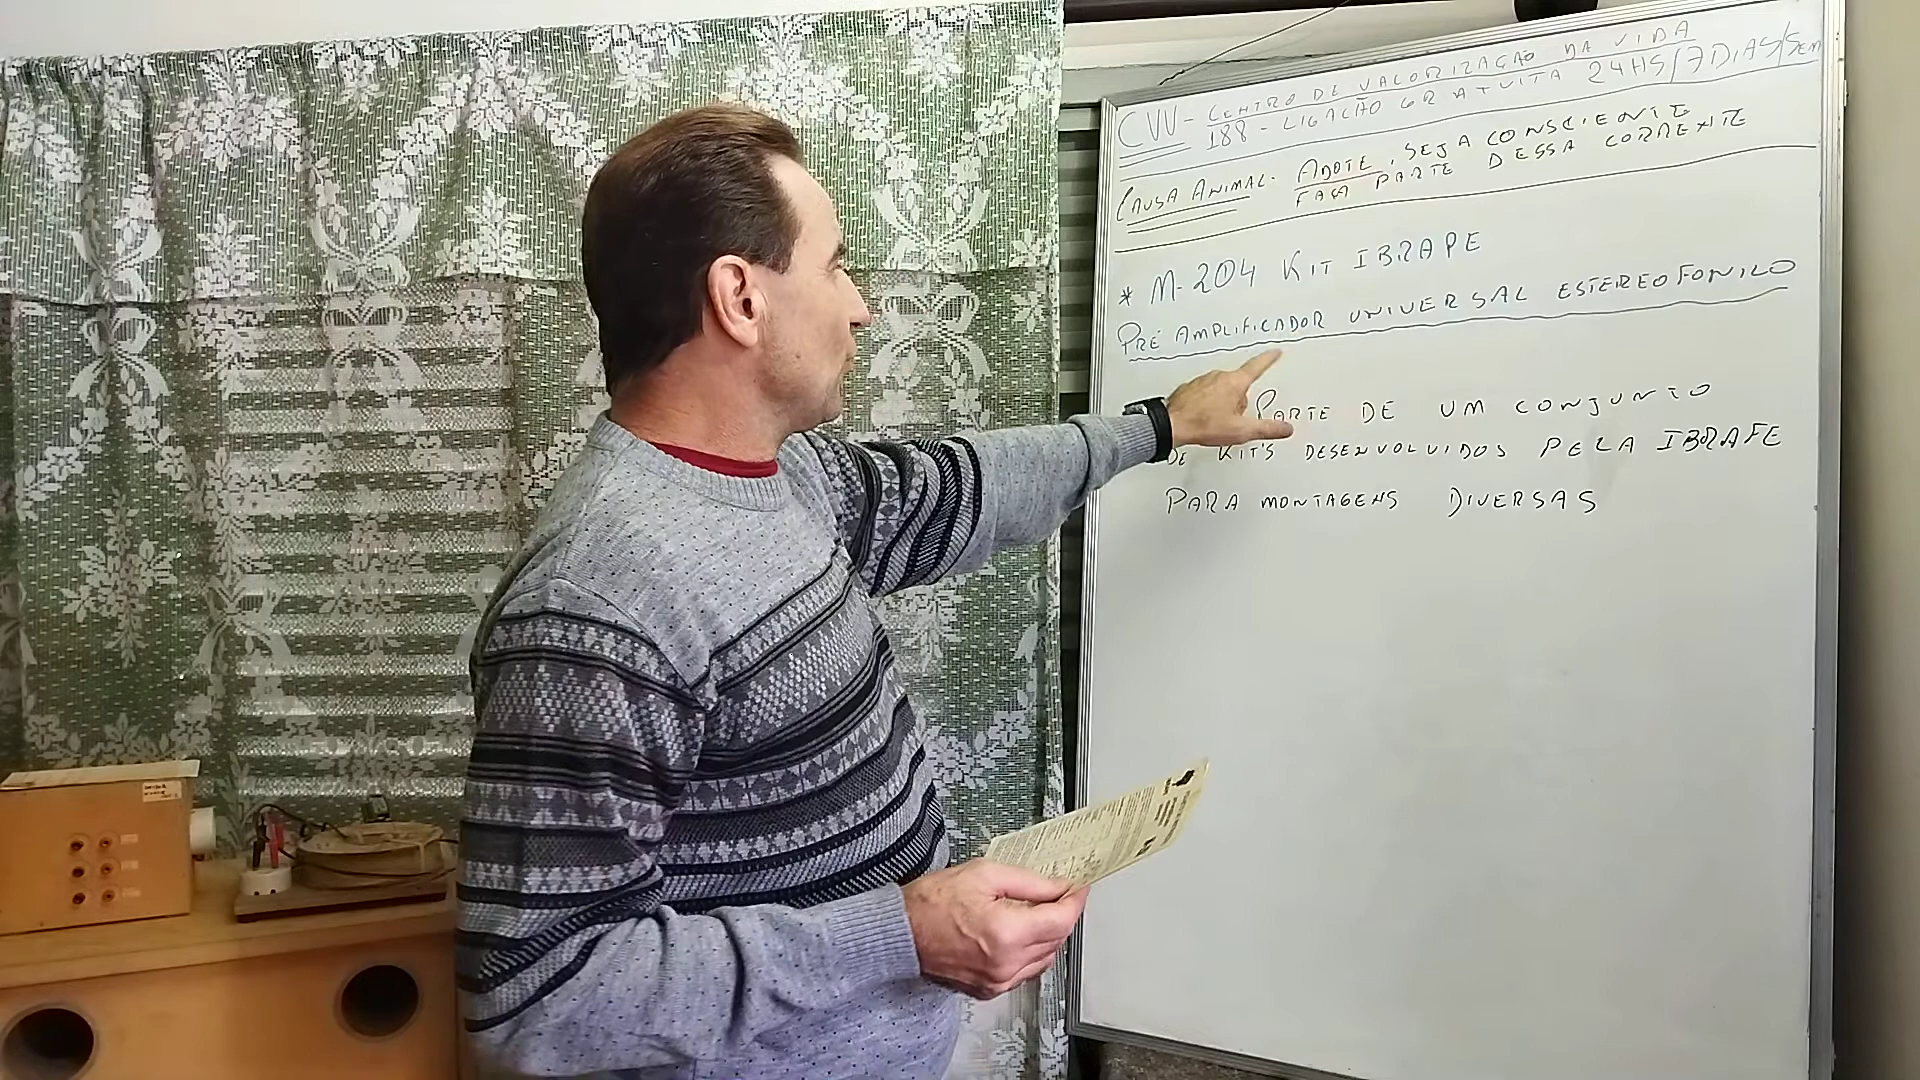 CVV - CENTRO DE VALORIZAÇÃO DA VIDA
188 - LIGAÇÃO GRATUITA 24HS/7DIAS/SEM
CAUSA ANIMAL. ADOTE, SEJA CONSCIENTE
FAÇA PARTE DESSA CORRENTE
* M-204 KIT IBRAPE
PRÉ AMPLIFICADOR UNIVERSAL ESTEREOFONICO
PARTE DE UM CONJUNTO
DE KIT'S DESENVOLVIDOS PELA IBRAPE
PARA MONTAGENS DIVERSAS